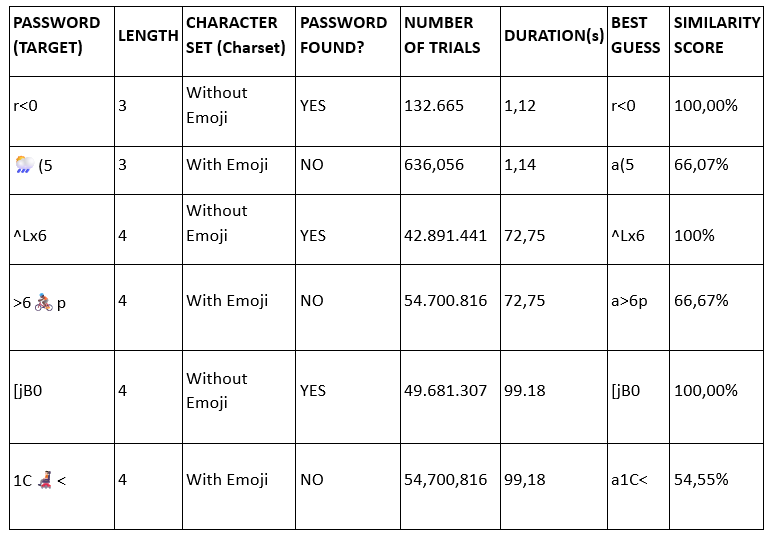 PASSWORD (TARGET) LENGTH CHARACTER SET (Charset) PASSWORD FOUND? NUMBER OF TRIALS DURATION(s) BEST GUESS SIMILARITY SCORE
r<0 3 Without Emoji YES 132.665 1,12 r<0 100,00%
🌦️ (5 3 With Emoji NO 636,056 1,14 a(5 66,07%
^Lx6 4 Without Emoji YES 42.891.441 72,75 ^Lx6 100%
>6 🚴 p 4 With Emoji NO 54.700.816 72,75 a>6p 66,67%
[jB0 4 Without Emoji YES 49.681.307 99.18 [jB0 100,00%
1C 👩‍🦼 < 4 With Emoji NO 54,700,816 99,18 a1C< 54,55%